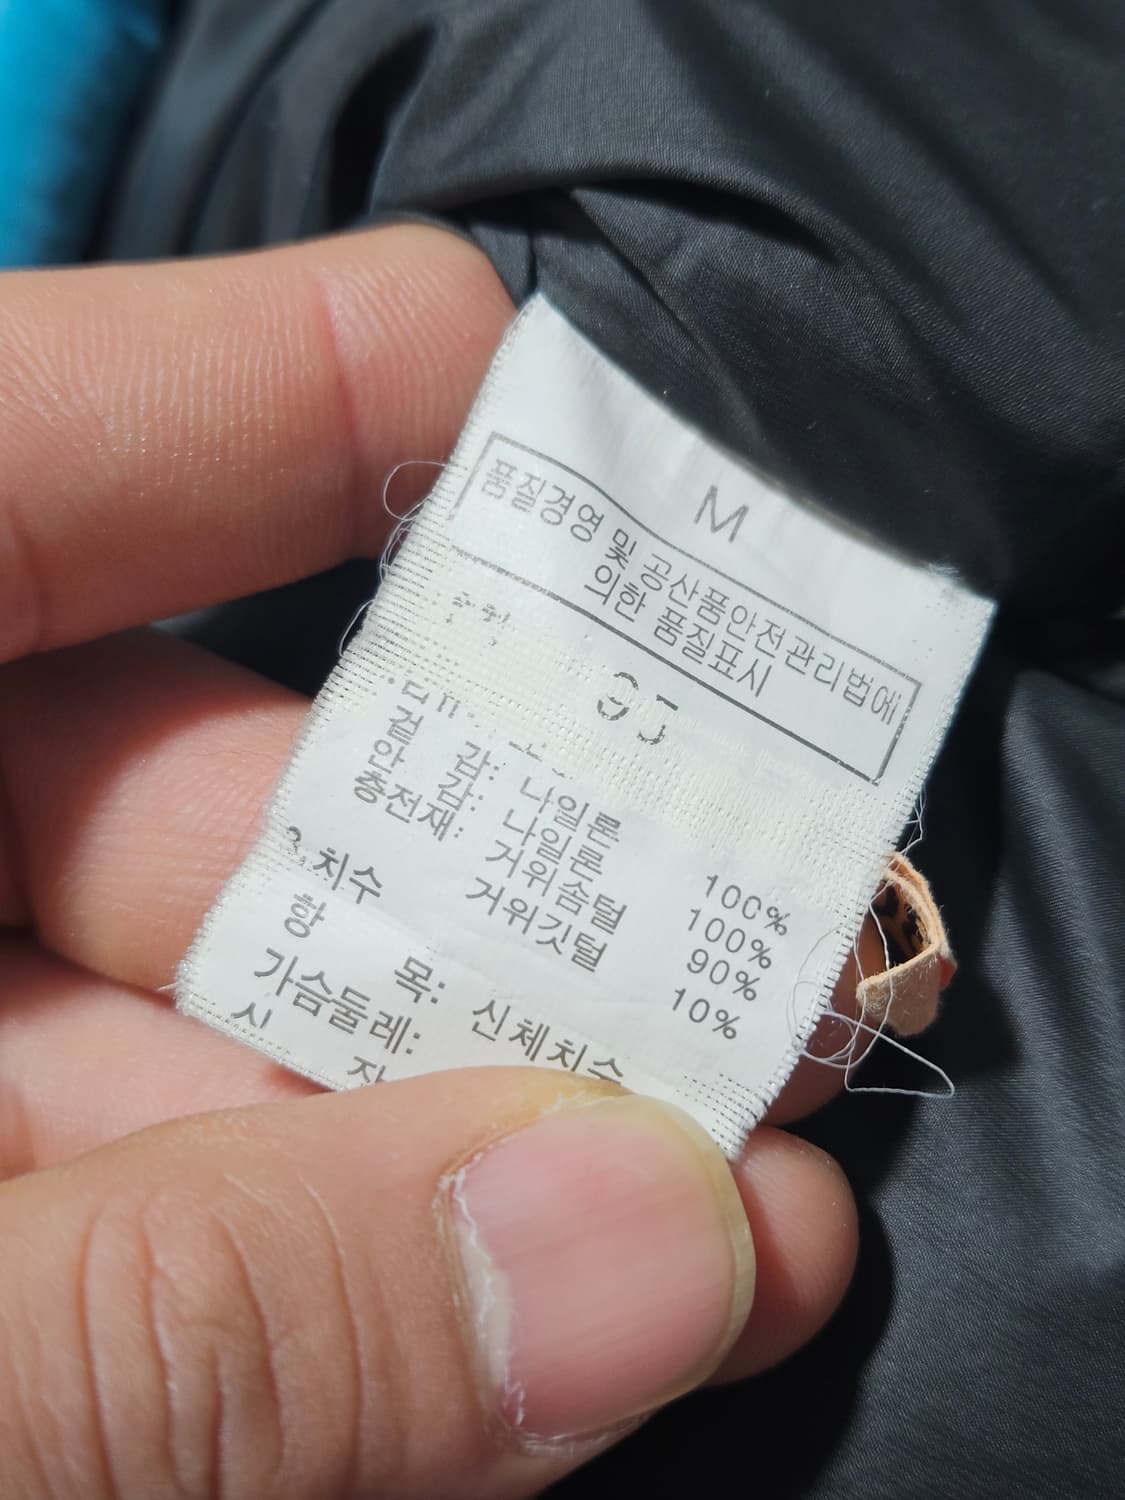 M
품질경영 및 공산품안전관리법에
의한 품질표시
겉 감: 나일론 100%
안 감: 나일론 100%
충전재: 거위솜털 90%
거위깃털 10%
치수
항 목: 신체치수
가슴둘레: